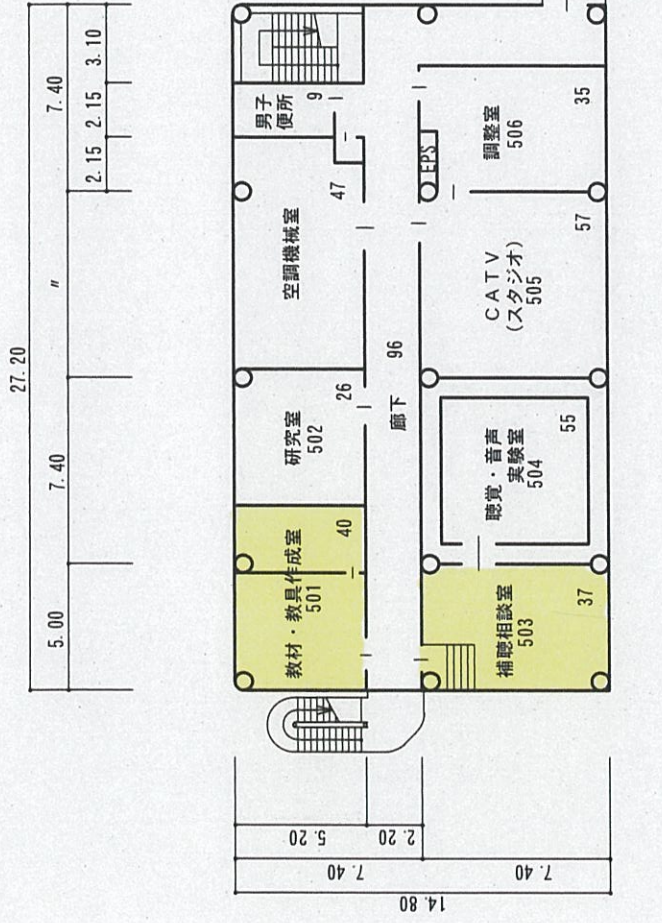 27.20
5.00
7.40
〃
7.40
2.15
2.15
3.10
14.80
7.40
7.40
5.20
2.20
教材・教具作成室
501
40
研究室
502
26
空調機械室
47
男子
便所
9
廊下
96
EPS
補聴相談室
503
37
聴覚・音声
実験室
504
55
CATV
(スタジオ)
505
57
調整室
506
35